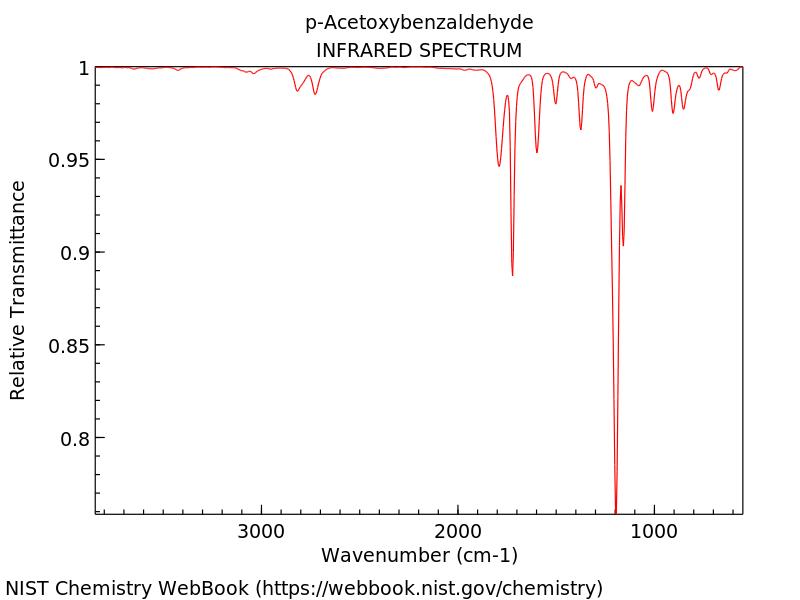 p-Acetoxybenzaldehyde
INFRARED SPECTRUM
1
0.95
0.9
0.85
0.8
Relative Transmittance
3000 2000 1000
Wavenumber (cm-1)
NIST Chemistry WebBook (https://webbook.nist.gov/chemistry)